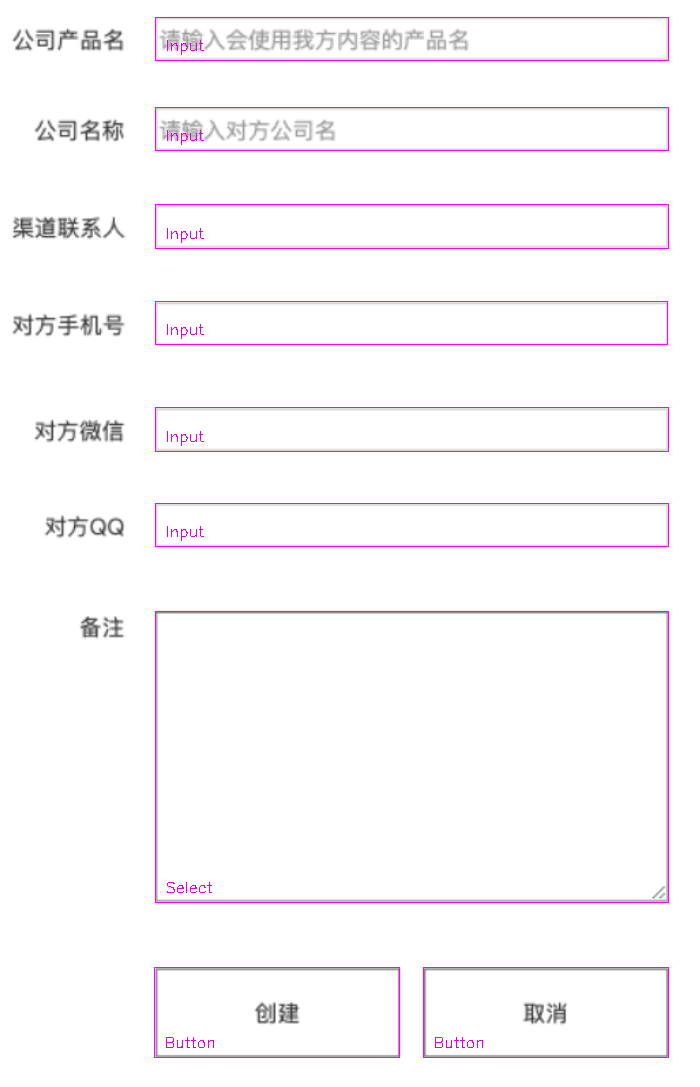 公司产品名 请输入会使用我方内容的产品名
Input
公司名称 请输入对方公司名
Input
渠道联系人 Input
对方手机号 Input
对方微信 Input
对方QQ Input
备注
Select
创建 取消
Button Button